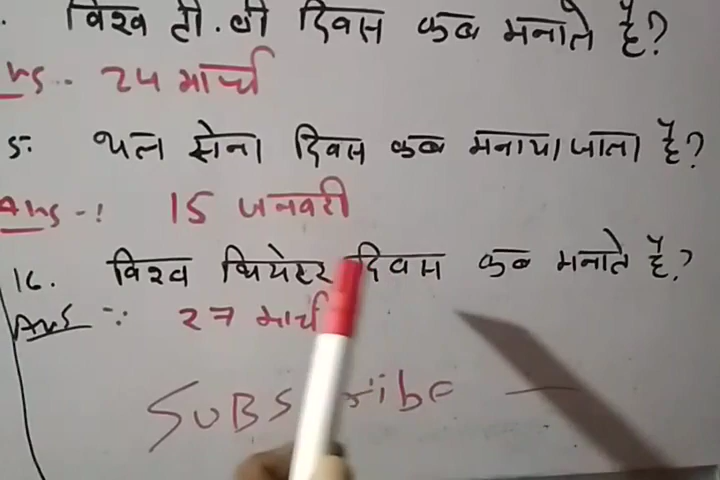 . विश्व टी.वी दिवस कब मनाते है?
Ans.. 24 मार्च
5: थल सेना दिवस कब मनाया जाता है?
Ans -: 15 जनवरी
16. विश्व थियेटर दिवस कब मनाते है?
Ans :- 27 मार्च
Subscribe —